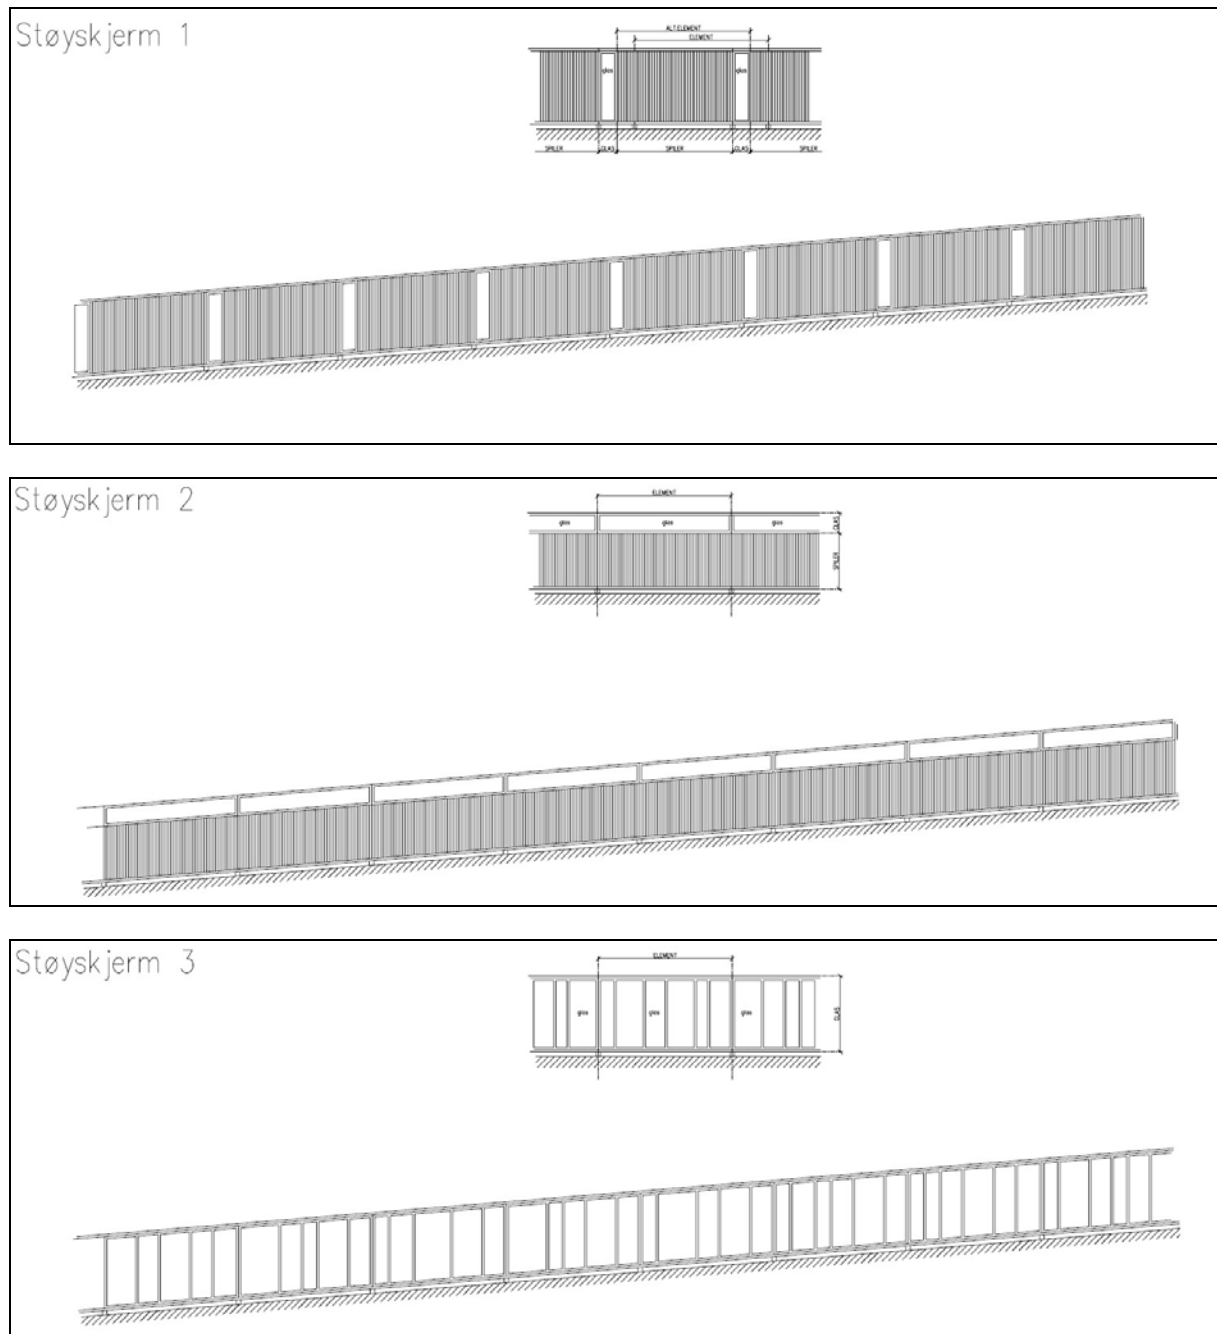 Støyskjerm 1
ALT.ELEMENT
ELEMENT
glas glas
SPILER GLAS SPILER GLAS SPILER
Støyskjerm 2
ELEMENT
glas glas glas GLAS
SPILER
Støyskjerm 3
ELEMENT
glas glas glas GLAS